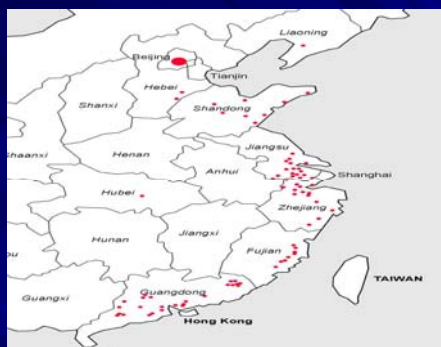 Liaoning
Beijing
Tianjin
Hebei
Shanxi
Shandong
Jiangsu
Shaanxi
Henan
Anhui
Shanghai
Hubei
Zhejiang
Hunan
Jiangxi
Fujian
TAIWAN
Guangxi
Guangdong
Hong Kong